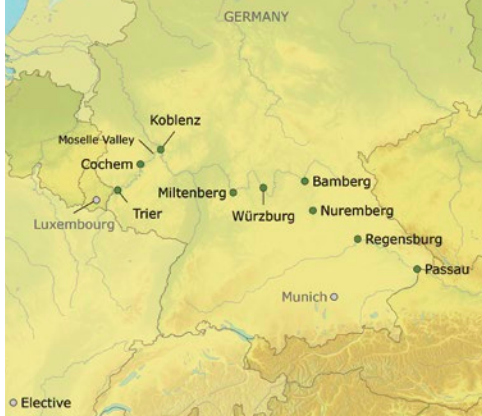 GERMANY
Koblenz
Moselle Valley
Cochem
Bamberg
Miltenberg
Trier
Würzburg
Nuremberg
Luxembourg
Regensburg
Passau
Munich
Elective